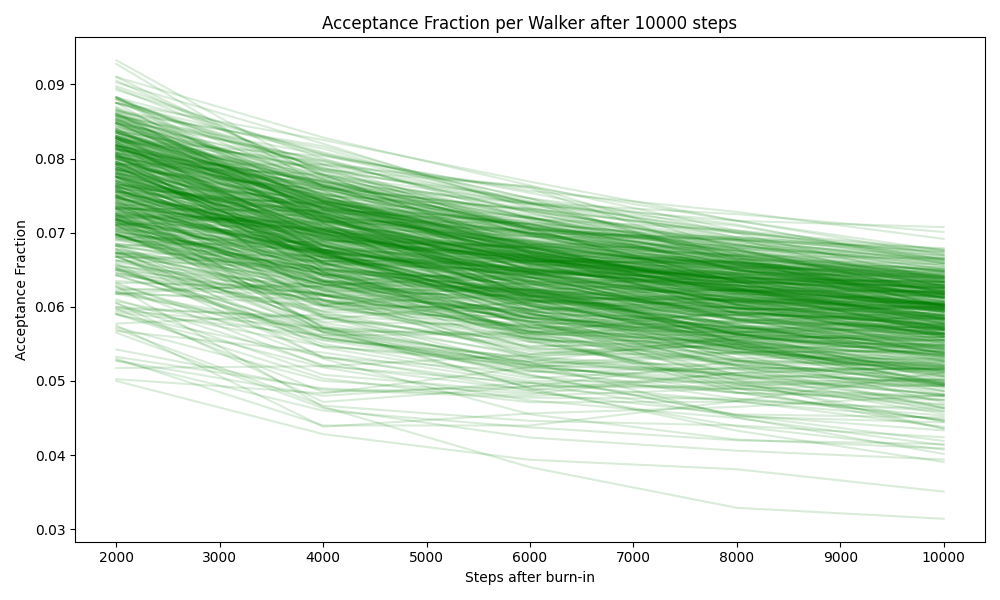 Acceptance Fraction per Walker after 10000 steps
Acceptance Fraction
0.09
0.08
0.07
0.06
0.05
0.04
0.03
2000 3000 4000 5000 6000 7000 8000 9000 10000
Steps after burn-in